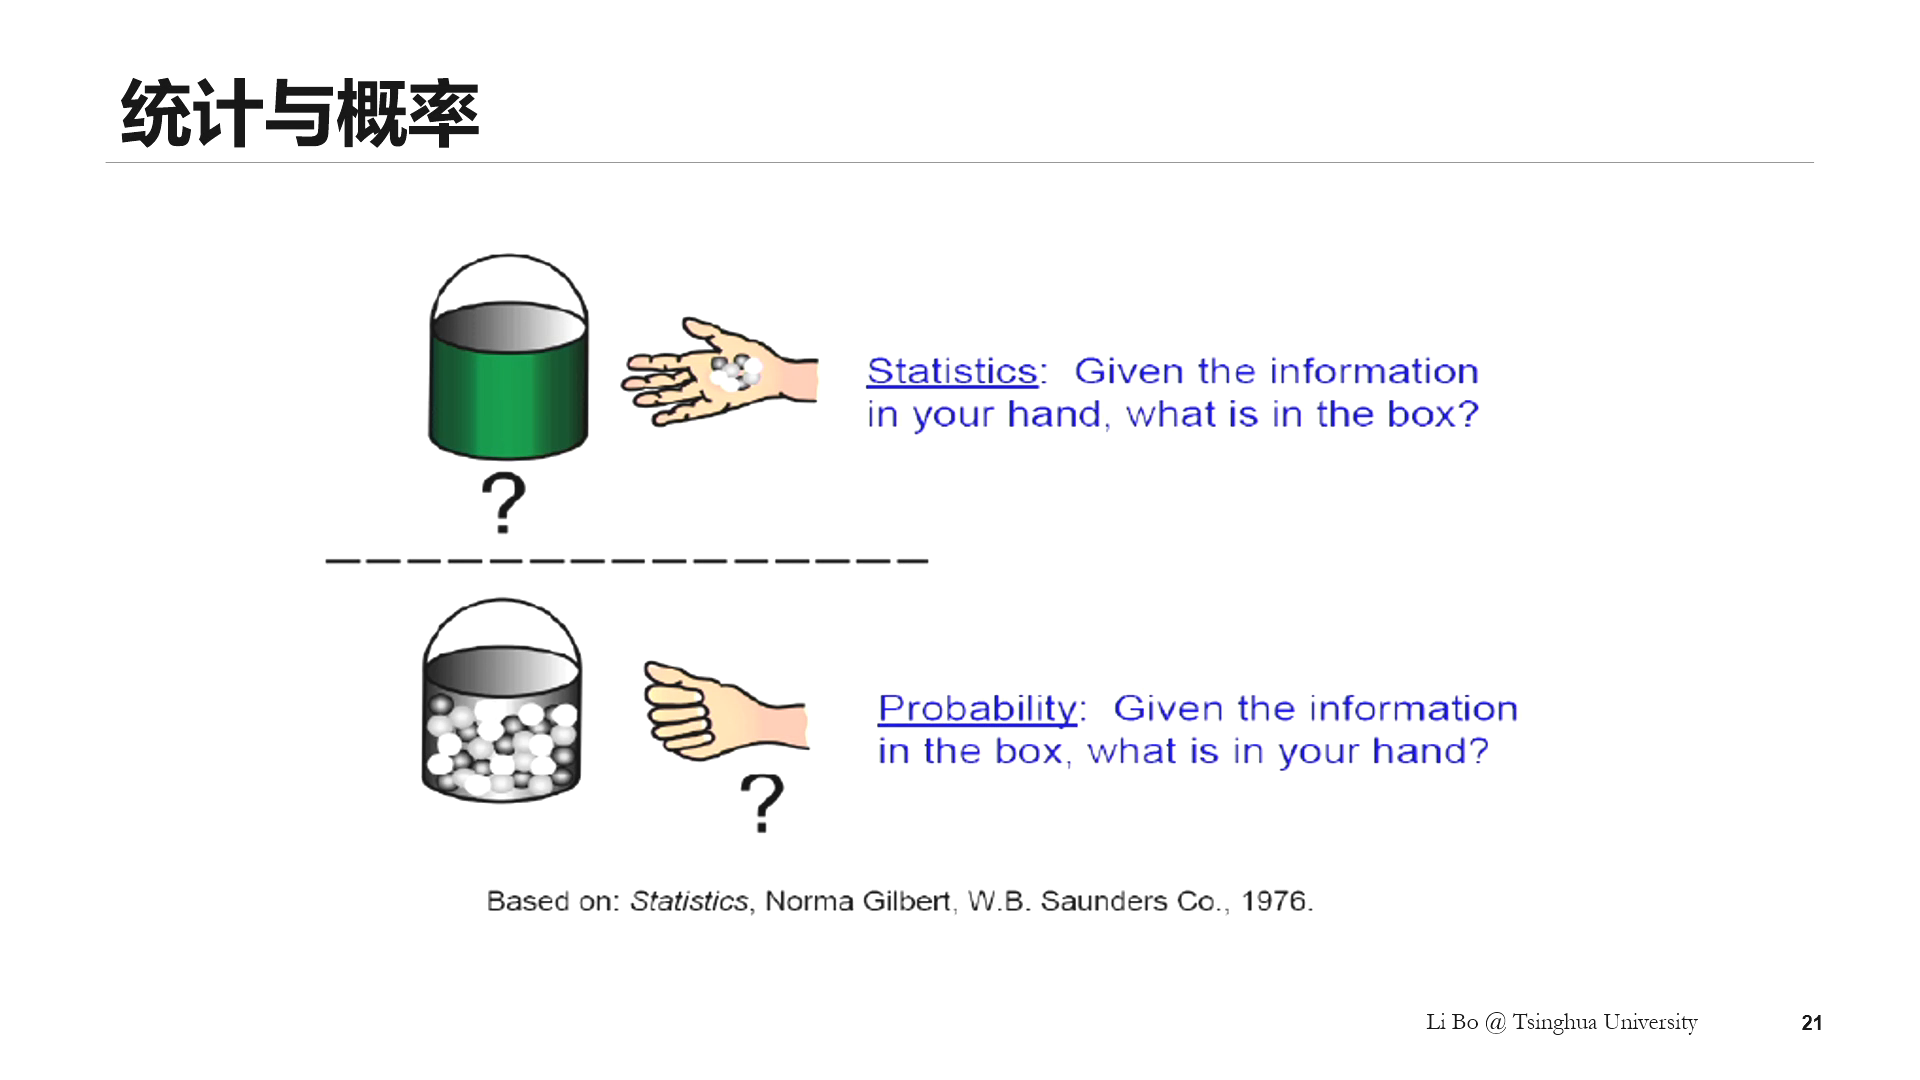 统计与概率
Statistics: Given the information
in your hand, what is in the box?
?
Probability: Given the information
in the box, what is in your hand?
?
Based on: Statistics, Norma Gilbert, W.B. Saunders Co., 1976.
Li Bo @ Tsinghua University
21